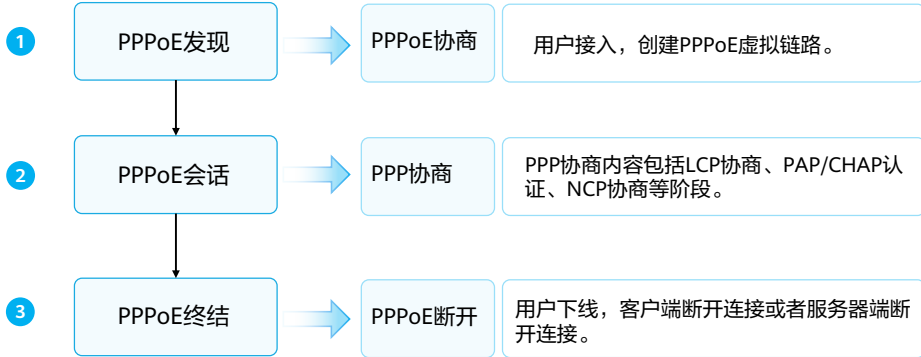 1
PPPoE发现
PPPoE协商
用户接入，创建PPPoE虚拟链路。
2
PPPoE会话
PPP协商
PPP协商内容包括LCP协商、PAP/CHAP认
证、NCP协商等阶段。
3
PPPoE终结
PPPoE断开
用户下线，客户端断开连接或者服务器端断
开连接。